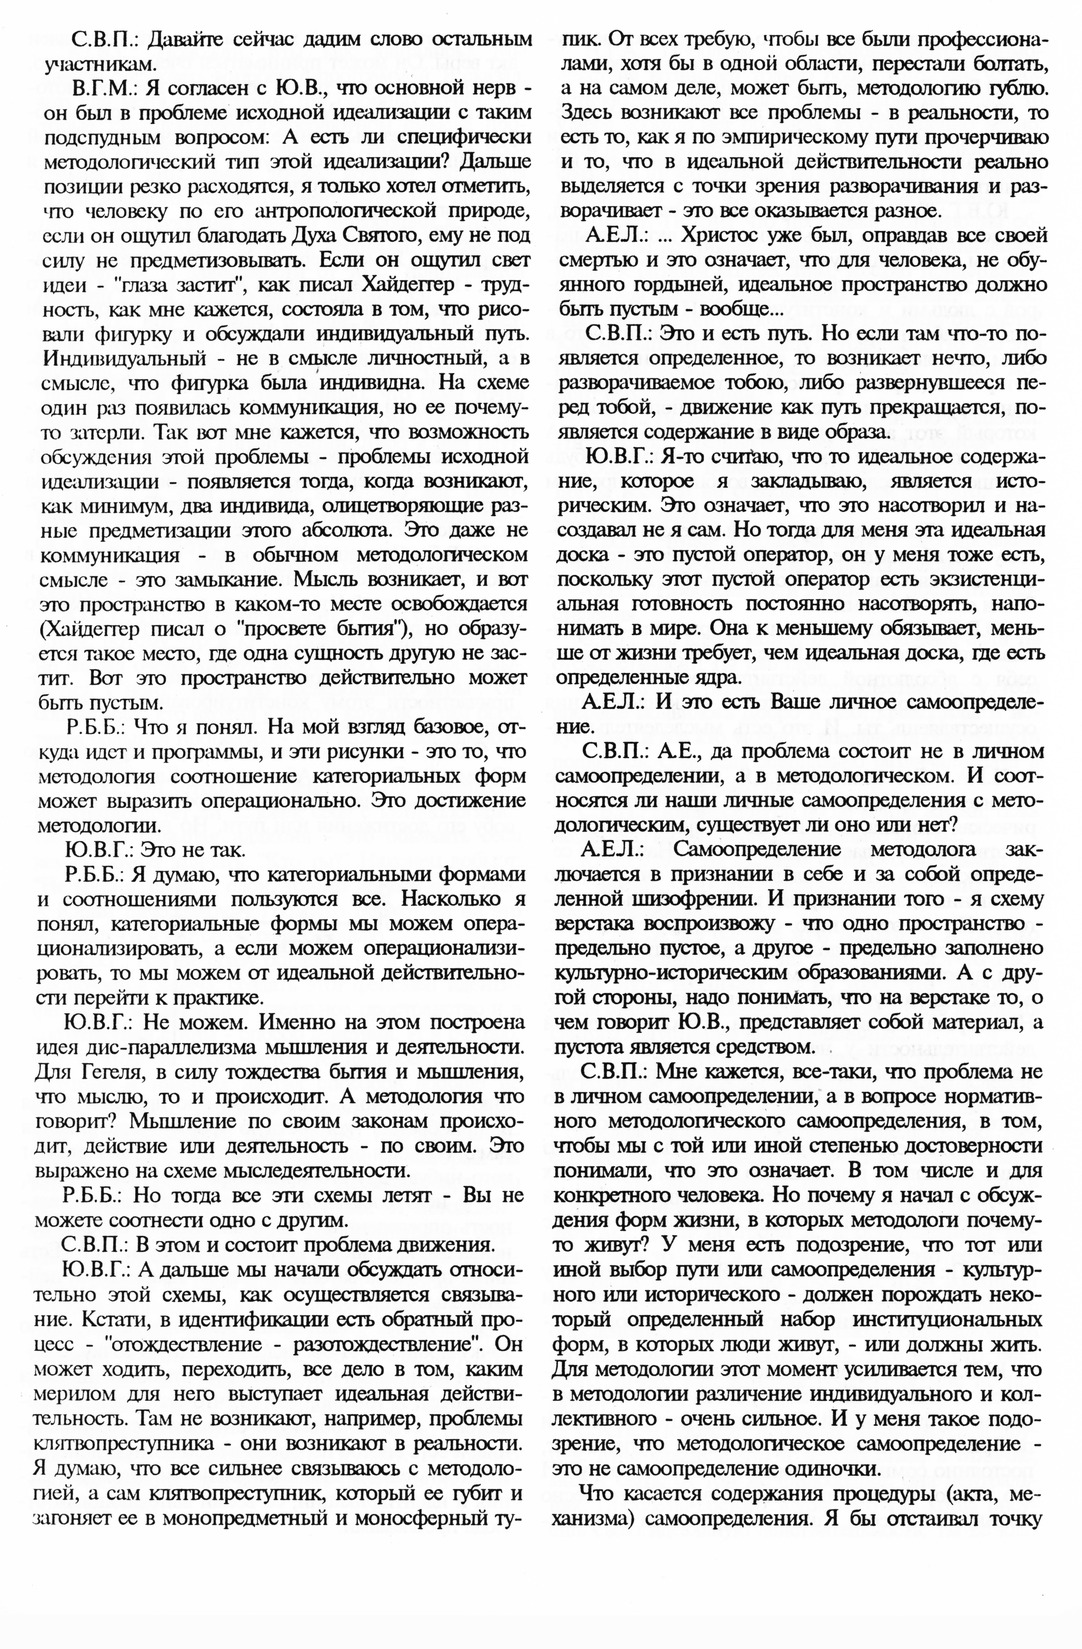 С.В.П.: Давайте сейчас дадим слово остальным
участникам.
В.Г.М.: Я согласен с Ю.В., что основной нерв -
он был в проблеме исходной идеализации с таким
подспудным вопросом: А есть ли специфически
методологический тип этой идеализации? Дальше
позиции резко расходятся, я только хотел отметить,
что человеку по его антропологической природе,
если он ощутил благодать Духа Святого, ему не под
силу не предметизовывать. Если он ощутил свет
идеи - "глаза застит", как писал Хайдеггер - труд-
ность, как мне кажется, состояла в том, что рисо-
вали фигурку и обсуждали индивидуальный путь.
Индивидуальный - не в смысле личностный, а в
смысле, что фигурка была индивидна. На схеме
один раз появилась коммуникация, но ее почему-
то затерли. Так вот мне кажется, что возможность
обсуждения этой проблемы - проблемы исходной
идеализации - появляется тогда, когда возникают,
как минимум, два индивида, олицетворяющие раз-
ные предметизации этого абсолюта. Это даже не
коммуникация - в обычном методологическом
смысле - это замыкание. Мысль возникает, и вот
это пространство в каком-то месте освобождается
(Хайдеггер писал о "просвете бытия"), но образу-
ется такое место, где одна сущность другую не зас-
тит. Вот это пространство действительно может
быть пустым.
Р.Б.Б.: Что я понял. На мой взгляд базовое, от-
куда идет и программы, и эти рисунки - это то, что
методология соотношение категориальных форм
может выразить операционально. Это достижение
методологии.
Ю.В.Г.: Это не так.
Р.Б.Б.: Я думаю, что категориальными формами
и соотношениями пользуются все. Насколько я
понял, категориальные формы мы можем опера-
ционализировать, а если можем операционализи-
ровать, то мы можем от идеальной действительно-
сти перейти к практике.
Ю.В.Г.: Не можем. Именно на этом построена
идея дис-параллелизма мышления и деятельности.
Для Гегеля, в силу тождества бытия и мышления,
что мыслю, то и происходит. А методология что
говорит? Мышление по своим законам происхо-
дит, действие или деятельность - по своим. Это
выражено на схеме мыследеятельности.
Р.Б.Б.: Но тогда все эти схемы летят - Вы не
можете соотнести одно с другим.
С.В.П.: В этом и состоит проблема движения.
Ю.В.Г.: А дальше мы начали обсуждать относи-
тельно этой схемы, как осуществляется связыва-
ние. Кстати, в идентификации есть обратный про-
цесс - "отождествление - разотождествление". Он
может ходить, переходить, все дело в том, каким
мерилом для него выступает идеальная действи-
тельность. Там не возникают, например, проблемы
клятвопреступника - они возникают в реальности.
Я думаю, что все сильнее связываюсь с методоло-
гией, а сам клятвопреступник, который ее губит и
загоняет ее в монопредметный и моносферный ту-
пик. От всех требую, чтобы все были профессиона-
лами, хотя бы в одной области, перестали болтать,
а на самом деле, может быть, методологию гублю.
Здесь возникают все проблемы - в реальности, то
есть то, как я по эмпирическому пути прочерчиваю
и то, что в идеальной действительности реально
выделяется с точки зрения разворачивания и раз-
ворачивает - это все оказывается разное.
А.Е.Л.: ... Христос уже был, оправдав все своей
смертью и это означает, что для человека, не обу-
янного гордыней, идеальное пространство должно
быть пустым - вообще...
С.В.П.: Это и есть путь. Но если там что-то по-
является определенное, то возникает нечто, либо
разворачиваемое тобою, либо развернувшееся пе-
ред тобой, - движение как путь прекращается, по-
является содержание в виде образа.
Ю.В.Г.: Я-то считаю, что то идеальное содержа-
ние, которое я закладываю, является исто-
рическим. Это означает, что это насотворил и на-
создавал не я сам. Но тогда для меня эта идеальная
доска - это пустой оператор, он у меня тоже есть,
поскольку этот пустой оператор есть экзистенци-
альная готовность постоянно насотворять, напо-
нимать в мире. Она к меньшему обязывает, мень-
ше от жизни требует, чем идеальная доска, где есть
определенные ядра.
А.Е.Л.: И это есть Ваше личное самоопределе-
ние.
С.В.П.: А.Е., да проблема состоит не в личном
самоопределении, а в методологическом. И соот-
носятся ли наши личные самоопределения с мето-
дологическим, существует ли оно или нет?
А.Е.Л.: Самоопределение методолога зак-
лючается в признании в себе и за собой опреде-
ленной шизофрении. И признании того - я схему
верстака воспроизвожу - что одно пространство -
предельно пустое, а другое - предельно заполнено
культурно-историческим образованиями. А с дру-
гой стороны, надо понимать, что на верстаке то, о
чем говорит Ю.В., представляет собой материал, а
пустота является средством.
С.В.П.: Мне кажется, все-таки, что проблема не
в личном самоопределении, а в вопросе норматив-
ного методологического самоопределения, в том,
чтобы мы с той или иной степенью достоверности
понимали, что это означает. В том числе и для
конкретного человека. Но почему я начал с обсуж-
дения форм жизни, в которых методологи почему-
то живут? У меня есть подозрение, что тот или
иной выбор пути или самоопределения - культур-
ного или исторического - должен порождать неко-
торый определенный набор институциональных
форм, в которых люди живут, - или должны жить.
Для методологии этот момент усиливается тем, что
в методологии различение индивидуального и кол-
лективного - очень сильное. И у меня такое подо-
зрение, что методологическое самоопределение -
это не самоопределение одиночки.
Что касается содержания процедуры (акта, ме-
ханизма) самоопределения. Я бы отстаивал точку